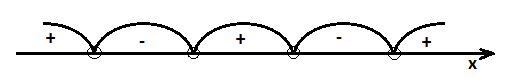 + - + - +
x